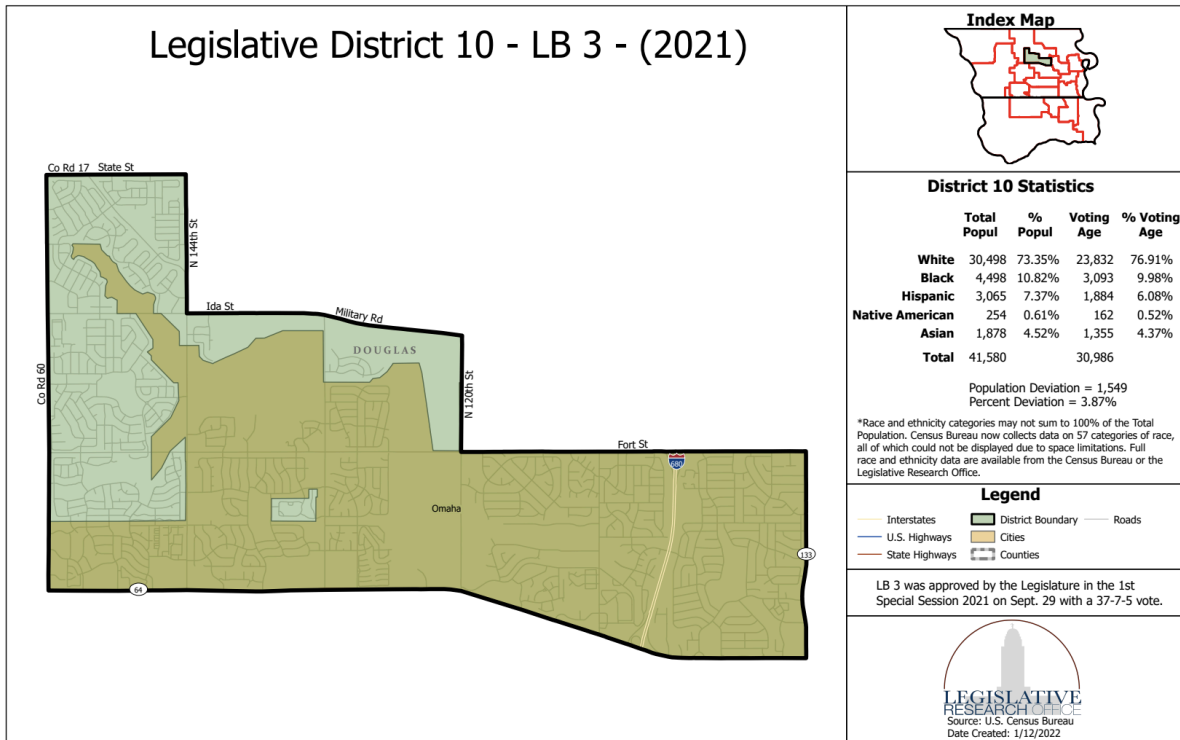 Legislative District 10 - LB 3 - (2021)
Co Rd 17 State St
N 144th St
Ida St
Military Rd
DOUGLAS
Co Rd 60
N 120th St
Fort St
680
Omaha
133
64
Index Map
District 10 Statistics
Total Popul % Popul Voting Age % Voting Age
White 30,498 73.35% 23,832 76.91%
Black 4,498 10.82% 3,093 9.98%
Hispanic 3,065 7.37% 1,884 6.08%
Native American 254 0.61% 162 0.52%
Asian 1,878 4.52% 1,355 4.37%
Total 41,580 30,986
Population Deviation = 1,549
Percent Deviation = 3.87%
*Race and ethnicity categories may not sum to 100% of the Total
Population. Census Bureau now collects data on 57 categories of race,
all of which could not be displayed due to space limitations. Full
race and ethnicity data are available from the Census Bureau or the
Legislative Research Office.
Legend
Interstates District Boundary Roads
U.S. Highways Cities
State Highways Counties
LB 3 was approved by the Legislature in the 1st
Special Session 2021 on Sept. 29 with a 37-7-5 vote.
LEGISLATIVE
RESEARCH OFFICE
Source: U.S. Census Bureau
Date Created: 1/12/2022